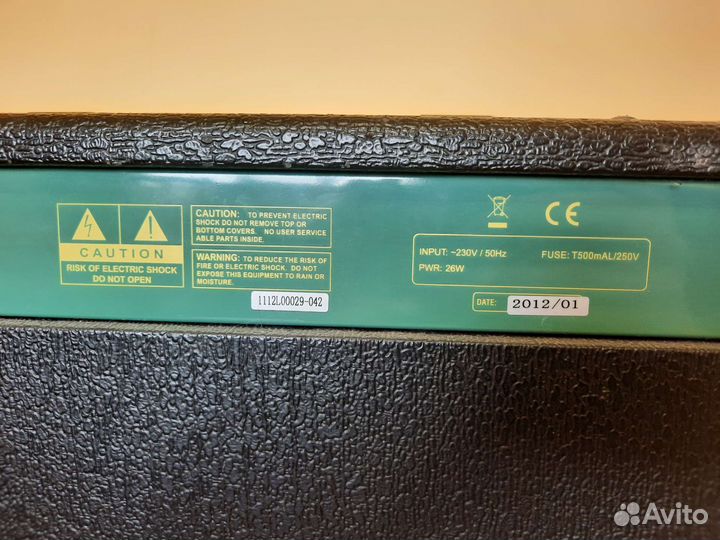 CAUTION
RISK OF ELECTRIC SHOCK
DO NOT OPEN
CAUTION: TO PREVENT ELECTRIC
SHOCK DO NOT REMOVE TOP OR
BOTTOM COVERS. NO USER SERVICE
ABLE PARTS INSIDE.
WARNING: TO REDUCE THE RISK OF
FIRE OR ELECTRIC SHOCK. DO NOT
EXPOSE THIS EQUIPMENT TO RAIN OR
MOISTURE.
1112L00029-042
CE
INPUT: ~230V / 50Hz FUSE: T500mAL/250V
PWR: 26W
DATE: 2012/01
Avito